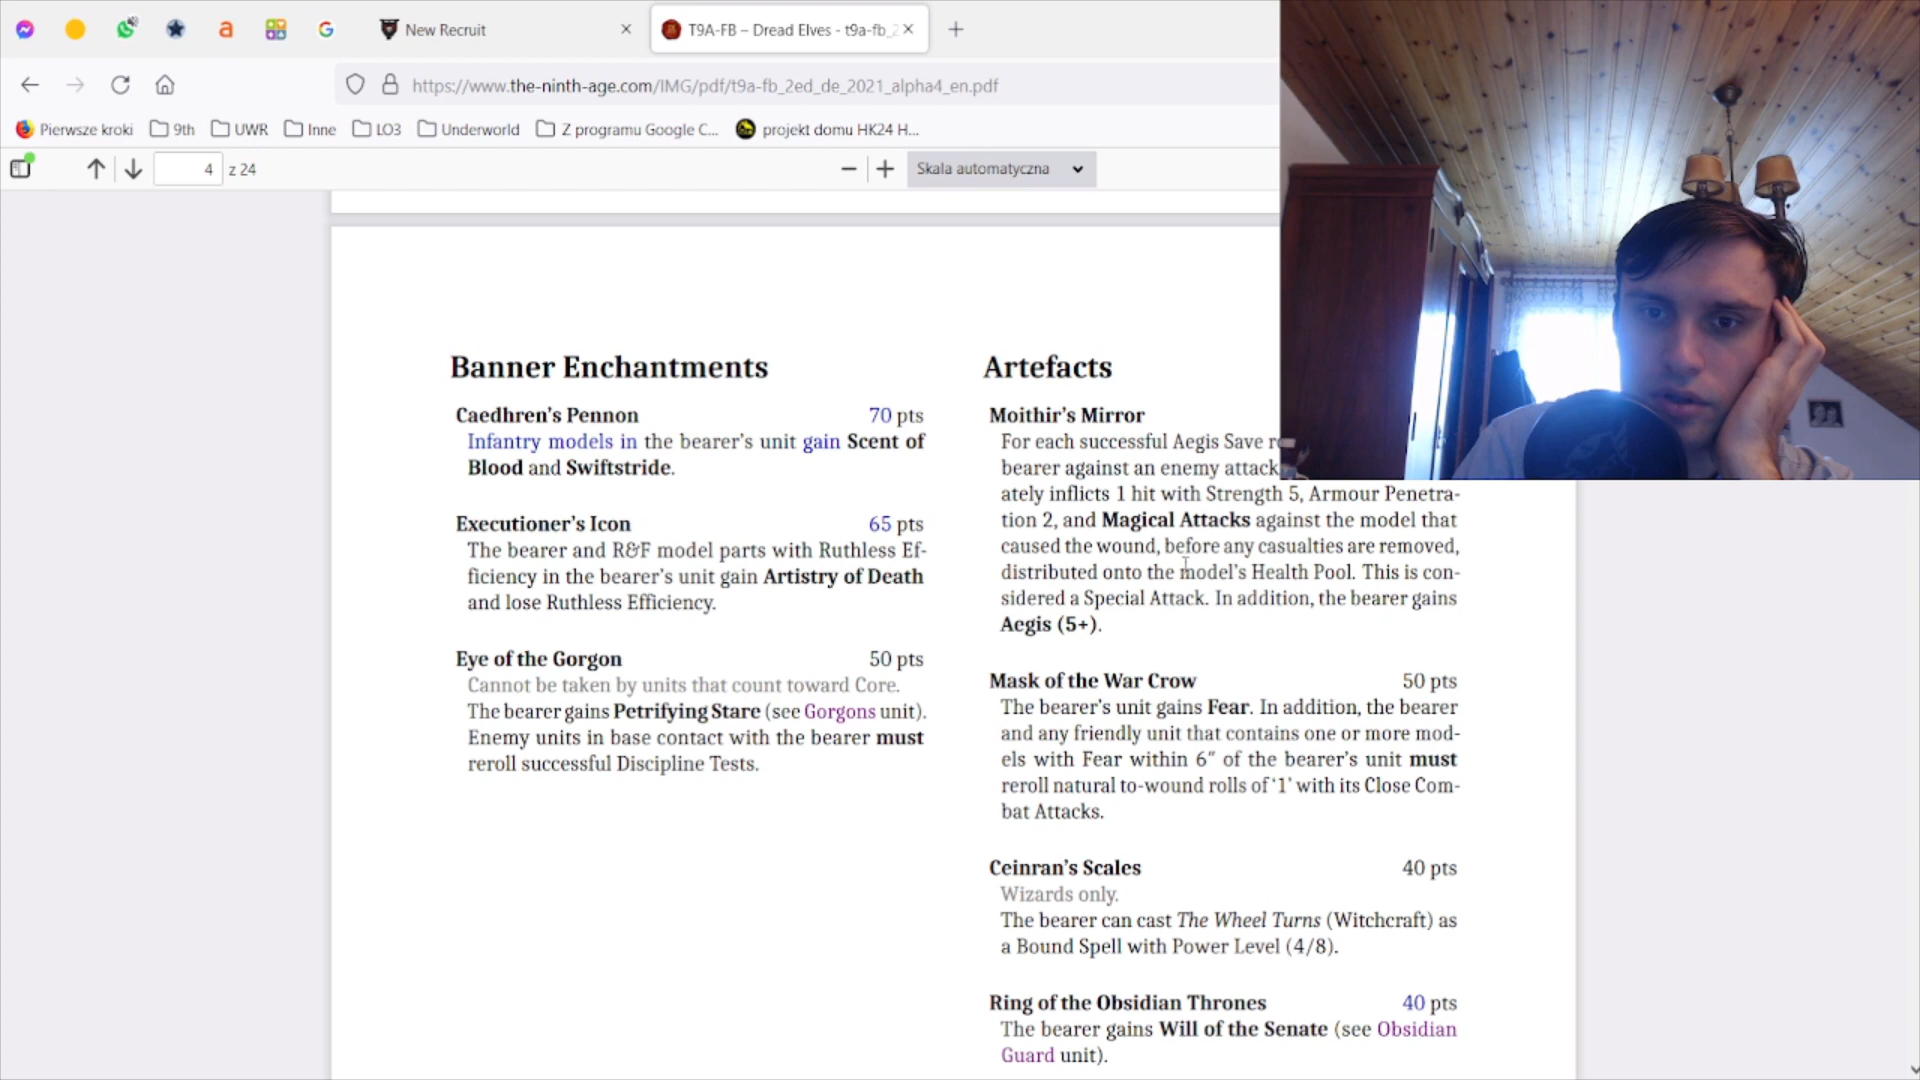 New Recruit
T9A-FB – Dread Elves - t9a-fb_2
https://www.the-ninth-age.com/IMG/pdf/t9a-fb_2ed_de_2021_alpha4_en.pdf
Pierwsze kroki
9th
UWR
Inne
LO3
Underworld
Z programu Google C...
projekt domu HK24 H...
4
z 24
Skala automatyczna
Banner Enchantments
Caedhren's Pennon 70 pts
Infantry models in the bearer's unit gain Scent of
Blood and Swiftstride.
Executioner's Icon 65 pts
The bearer and R&F model parts with Ruthless Ef-
ficiency in the bearer's unit gain Artistry of Death
and lose Ruthless Efficiency.
Eye of the Gorgon 50 pts
Cannot be taken by units that count toward Core.
The bearer gains Petrifying Stare (see Gorgons unit).
Enemy units in base contact with the bearer must
reroll successful Discipline Tests.
Artefacts
Moithir's Mirror
For each successful Aegis Save
bearer against an enemy attack
ately inflicts 1 hit with Strength 5, Armour Penetra-
tion 2, and Magical Attacks against the model that
caused the wound, before any casualties are removed,
distributed onto the model's Health Pool. This is con-
sidered a Special Attack. In addition, the bearer gains
Aegis (5+).
Mask of the War Crow 50 pts
The bearer's unit gains Fear. In addition, the bearer
and any friendly unit that contains one or more mod-
els with Fear within 6″ of the bearer's unit must
reroll natural to-wound rolls of '1' with its Close Com-
bat Attacks.
Ceinran's Scales 40 pts
Wizards only.
The bearer can cast The Wheel Turns (Witchcraft) as
a Bound Spell with Power Level (4/8).
Ring of the Obsidian Thrones 40 pts
The bearer gains Will of the Senate (see Obsidian
Guard unit).